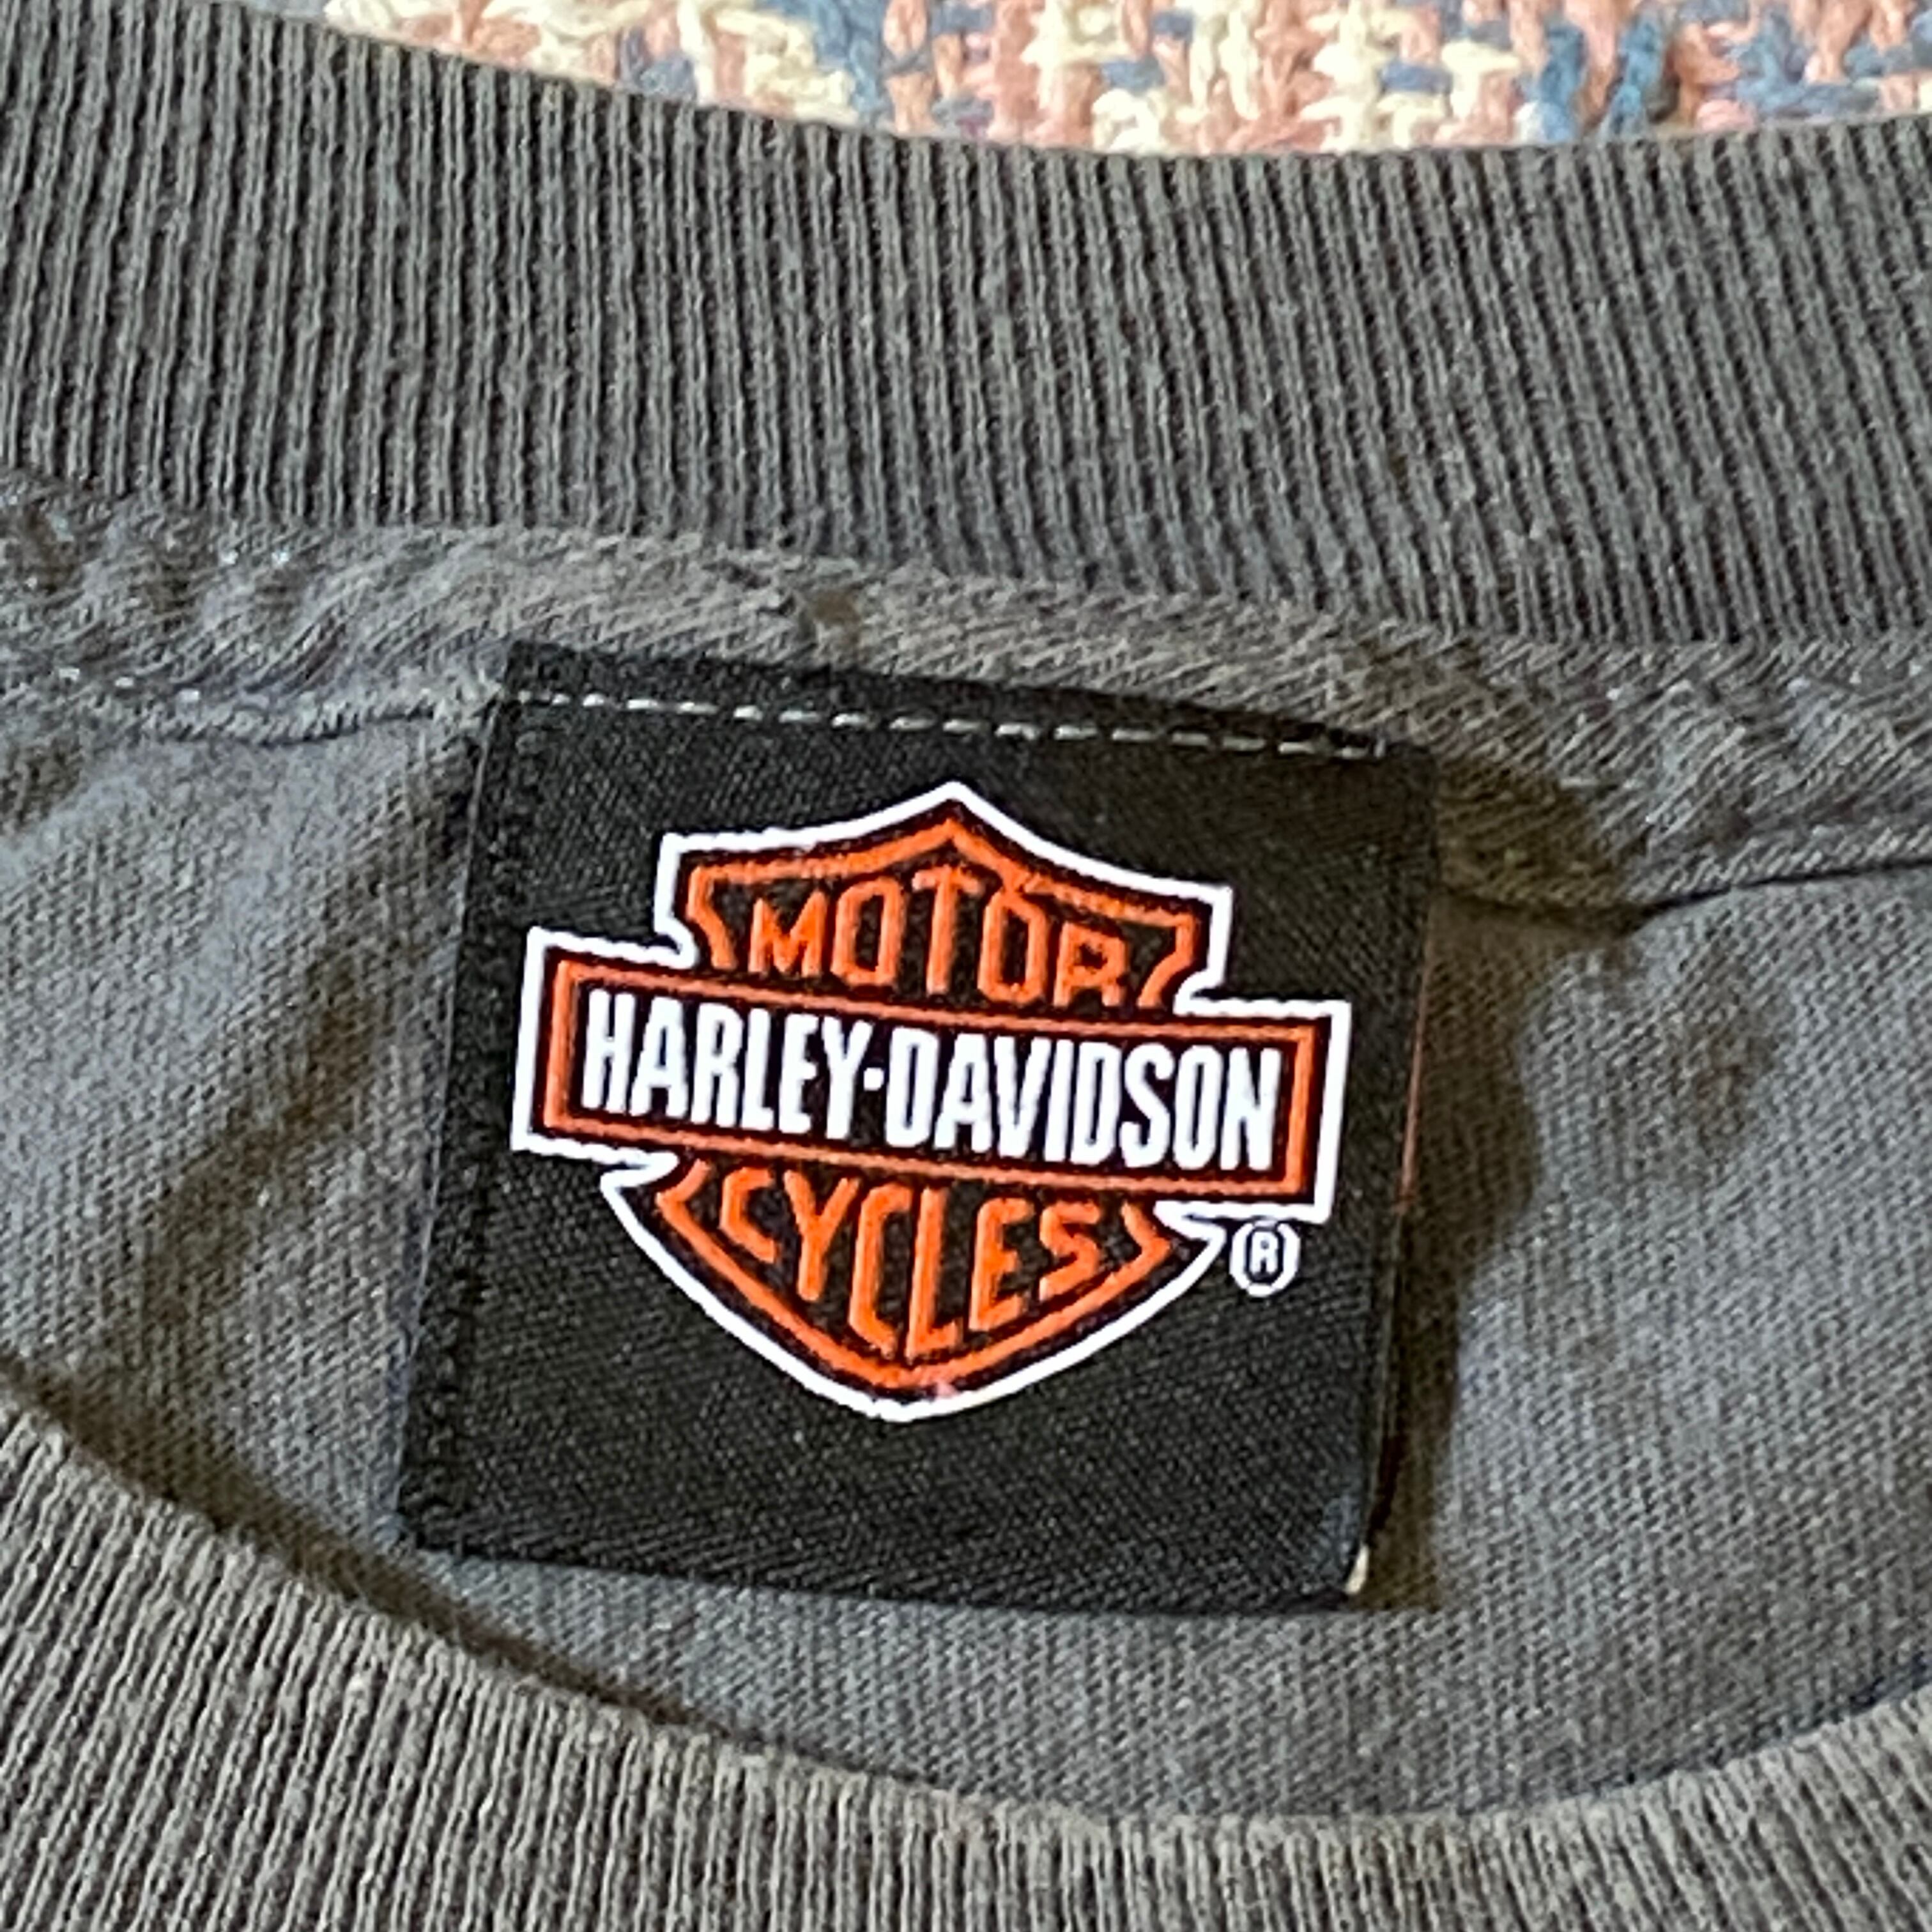 MOTOR
HARLEY-DAVIDSON
CYCLES
®